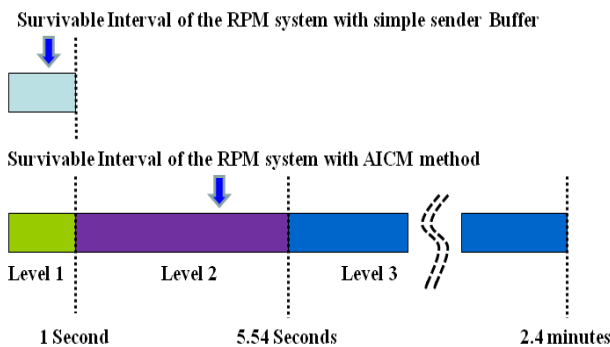 Survivable Interval of the RPM system with simple sender Buffer
Survivable Interval of the RPM system with AICM method
Level 1
Level 2
Level 3
1 Second
5.54 Seconds
2.4 minutes